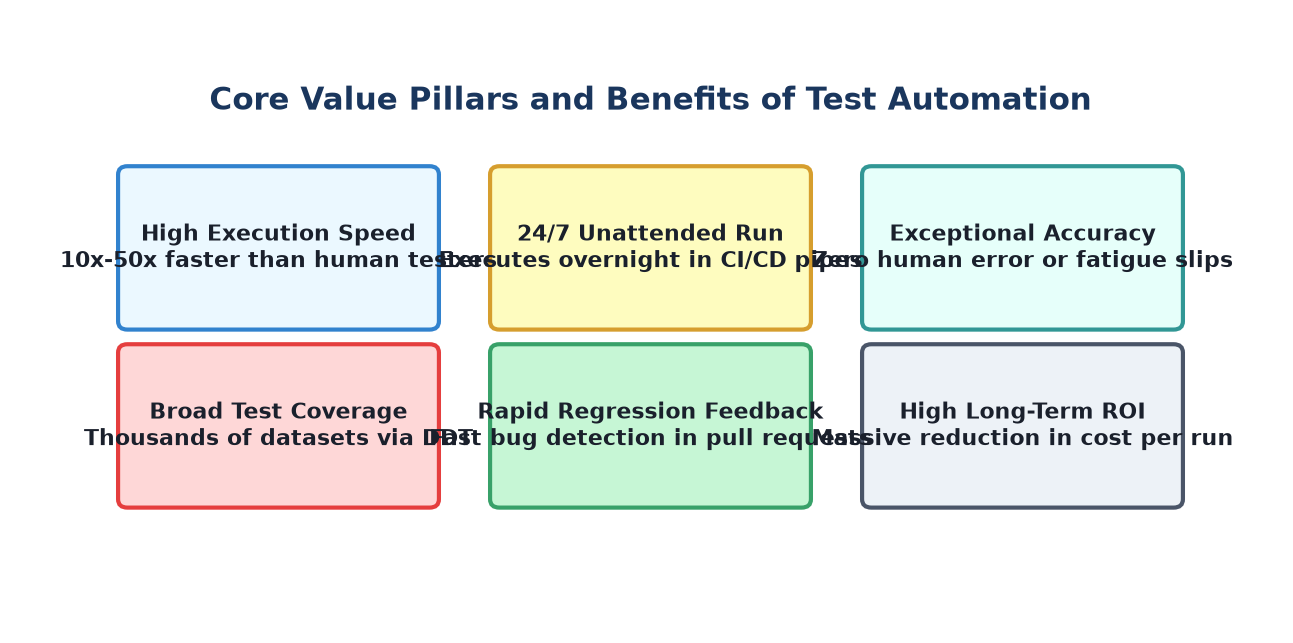 Core Value Pillars and Benefits of Test Automation
High Execution Speed
10x-50x faster than human testers
24/7 Unattended Run
Executes overnight in CI/CD pipes
Exceptional Accuracy
Zero human error or fatigue slips
Broad Test Coverage
Thousands of datasets via DDT
Rapid Regression Feedback
Fast bug detection in pull requests
High Long-Term ROI
Massive reduction in cost per run